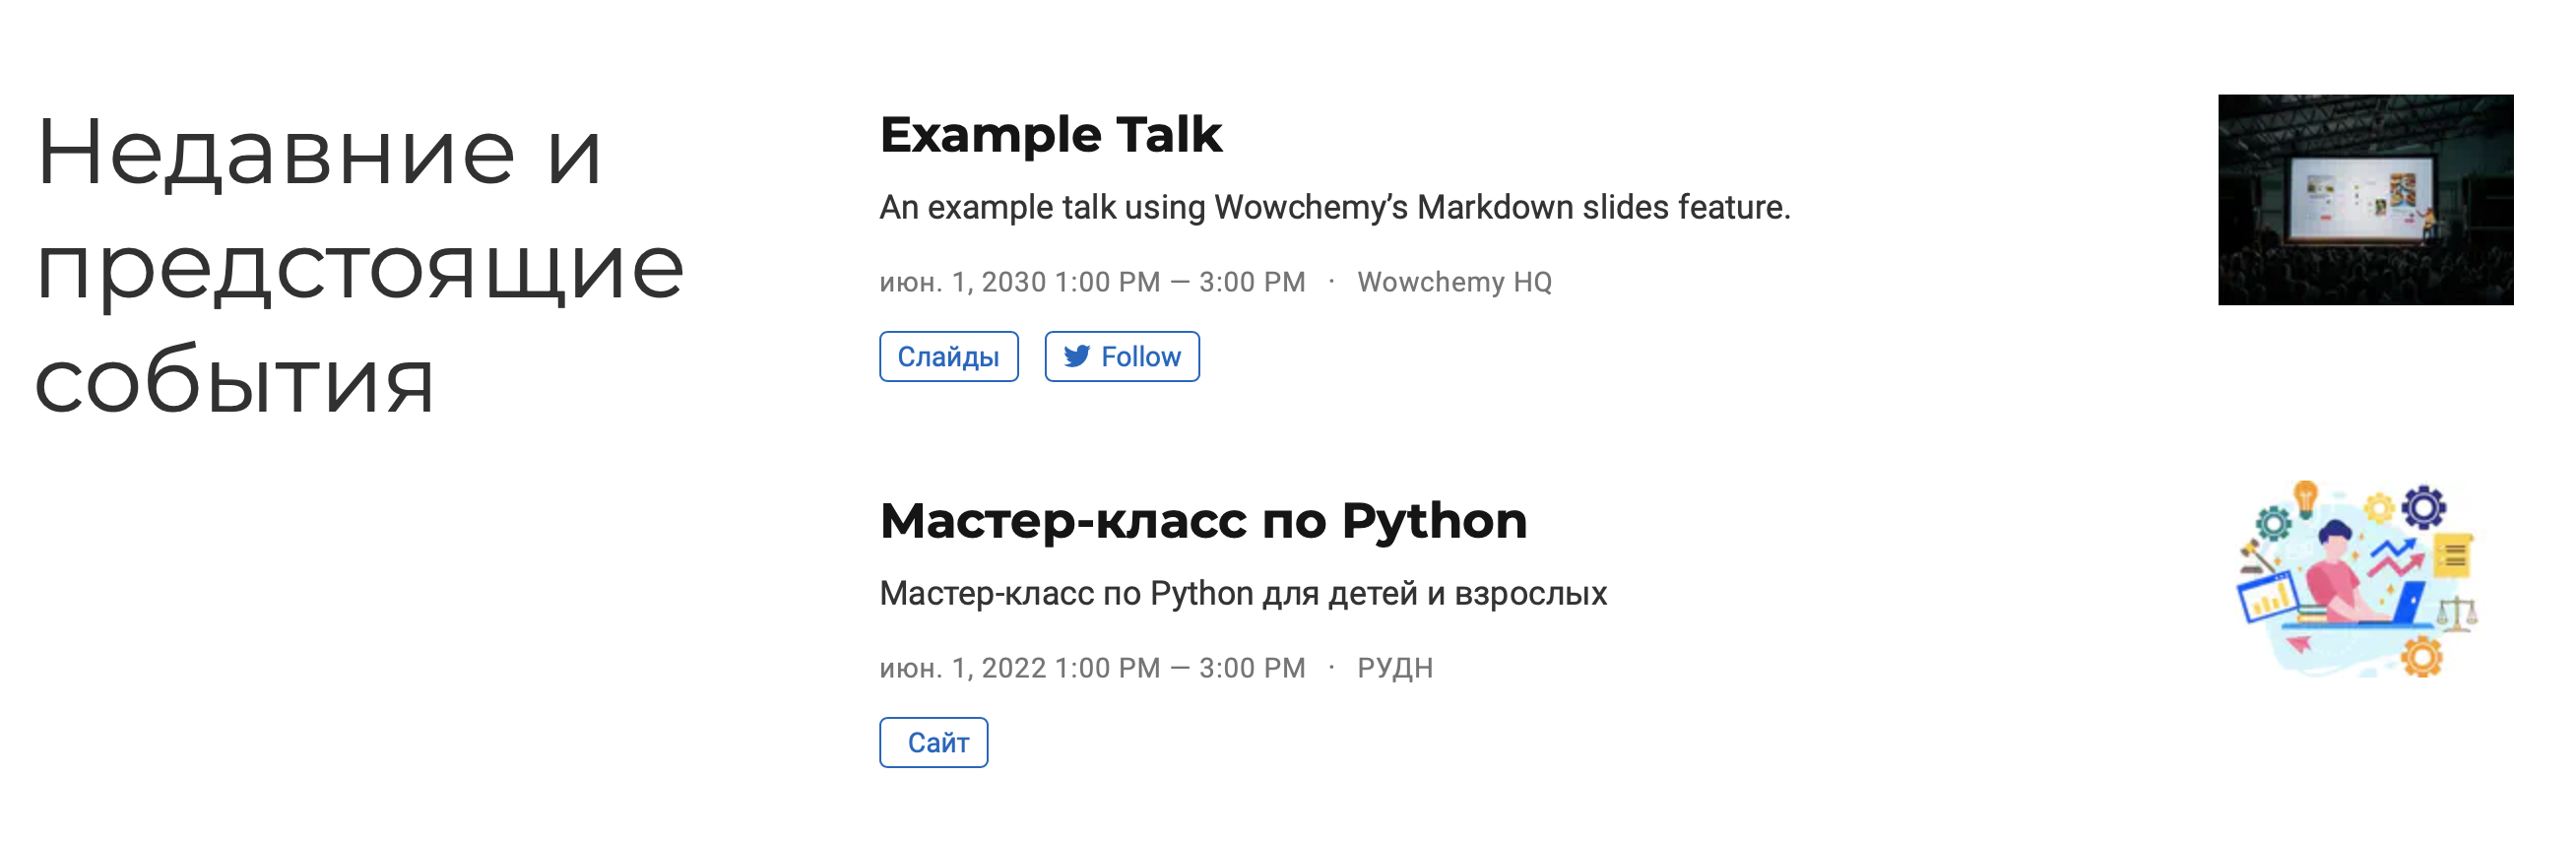 Недавние и
предстоящие
события
Example Talk
An example talk using Wowchemy’s Markdown slides feature.
июн. 1, 2030 1:00 PM — 3:00 PM · Wowchemy HQ
Слайды Follow
Мастер-класс по Python
Мастер-класс по Python для детей и взрослых
июн. 1, 2022 1:00 PM — 3:00 PM · РУДН
Сайт